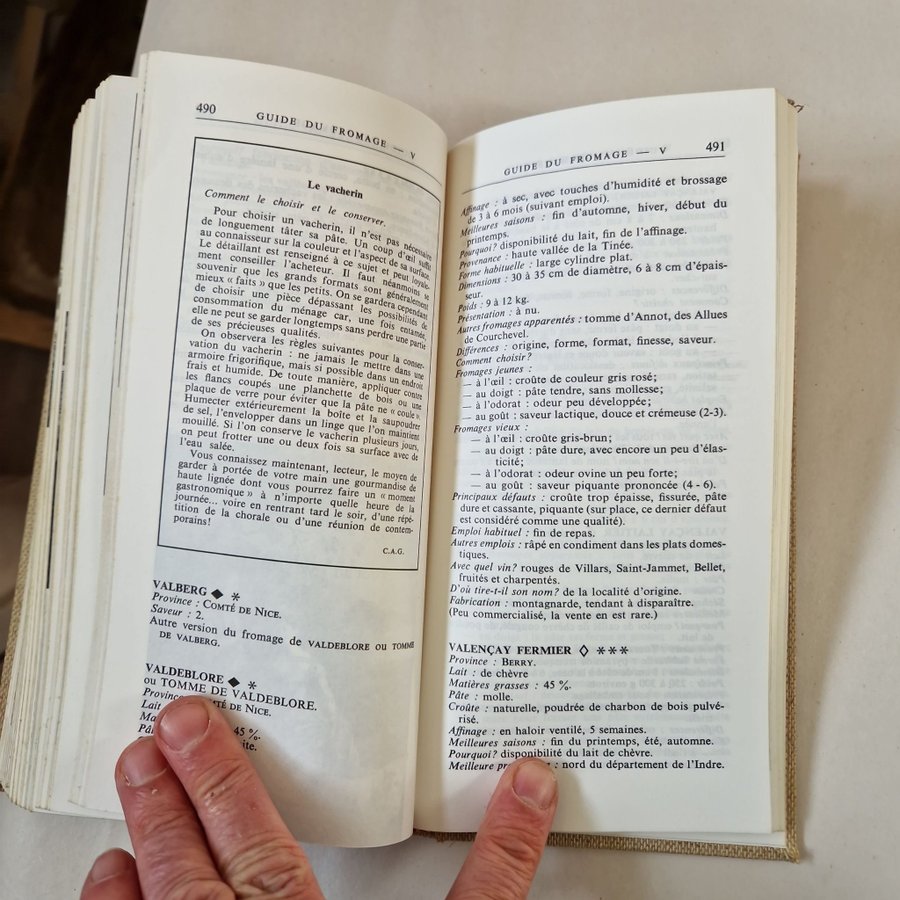 490
GUIDE DU FROMAGE — V
Le vacherin
Comment le choisir et le conserver.
Pour choisir un vacherin, il n'est pas nécessaire
de longuement tâter sa pâte. Un coup d'œil suffit
au connaisseur sur la couleur et l'aspect de sa surface.
Le détaillant est renseigné à ce sujet et peut loyale-
ment conseiller l'acheteur. Il faut néanmoins se
souvenir que les grands formats sont généralement
mieux « faits » que les petits. On se gardera cependant
de choisir une pièce dépassant les possibilités de
consommation du ménage car, une fois entamée,
elle ne peut se garder longtemps sans perdre une partie
de ses précieuses qualités.
On observera les règles suivantes pour la conser-
vation du vacherin : ne jamais le mettre dans une
armoire frigorifique, mais si possible dans un endroit
frais et humide. De toute manière, appliquer contre
les flancs coupés une planchette de bois ou une
plaque de verre pour éviter que la pâte ne « coule ».
Humecter extérieurement la boîte et la saupoudrer
de sel, l'envelopper dans un linge que l'on maintient
mouillé. Si l'on conserve le vacherin plusieurs jours,
on peut frotter une ou deux fois sa surface avec de
l'eau salée.
Vous connaissez maintenant, lecteur, le moyen de
garder à portée de votre main une gourmandise de
haute lignée dont vous pourrez faire un « moment
gastronomique » à n'importe quelle heure de la
journée... voire en rentrant tard le soir, d'une répé-
tition de la chorale ou d'une réunion de contem-
porains!
C.A.G.
VALBERG ◆ *
Province : COMTÉ DE NICE.
Saveur : 2.
Autre version du fromage de VALDEBLORE OU TOMME
DE VALBERG.
VALDEBLORE ◆ *
ou TOMME DE VALDEBLORE.
Province COMTÉ DE NICE.
Lait
45 %.
GUIDE DU FROMAGE — V
491
Affinage : à sec, avec touches d'humidité et brossage
de 3 à 6 mois (suivant emploi).
Meilleures saisons : fin d'automne, hiver, début du
printemps.
Pourquoi? disponibilité du lait, fin de l'affinage.
Provenance : haute vallée de la Tinée.
Forme habituelle : large cylindre plat.
Dimentions : 30 à 35 cm de diamètre, 6 à 8 cm d'épais-
seur.
Poids : 9 à 12 kg.
Présentation : à nu.
Autres fromages apparentés : tomme d'Annot, des Allues
de Courchevel.
Différences : origine, forme, format, finesse, saveur.
Comment choisir?
Fromages jeunes :
— à l'œil : croûte de couleur gris rosé;
— au doigt : pâte tendre, sans mollesse;
— à l'odorat : odeur peu développée;
— au goût : saveur lactique, douce et crémeuse (2-3).
Fromages vieux :
— à l'œil : croûte gris-brun;
— au doigt : pâte dure, avec encore un peu d'élas-
ticité;
— à l'odorat : odeur ovine un peu forte;
— au goût : saveur piquante prononcée (4 - 6).
Principaux défauts : croûte trop épaisse, fissurée, pâte
dure et cassante, piquante (sur place, ce dernier défaut
est considéré comme une qualité).
Emploi habituel : fin de repas.
Autres emplois : râpé en condiment dans les plats domes-
tiques.
Avec quel vin? rouges de Villars, Saint-Jammet, Bellet,
fruités et charpentés.
D'où tire-t-il son nom? de la localité d'origine.
Fabrication : montagnarde, tendant à disparaître.
(Peu commercialisé, la vente en est rare.)
VALENÇAY FERMIER ◇ ***
Province : BERRY.
Lait : de chèvre
Matières grasses : 45 %.
Pâte : molle.
Croûte : naturelle, poudrée de charbon de bois pulvé-
risé.
Affinage : en haloir ventilé, 5 semaines.
Meilleures saisons : fin du printemps, été, automne.
Pourquoi? disponibilité du lait de chèvre.
Meilleure : nord du département de l'Indre.